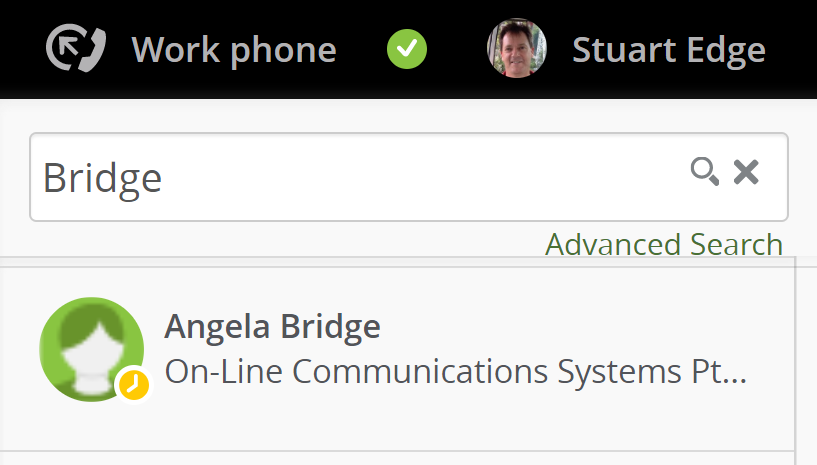 Work phone Stuart Edge
Bridge
Advanced Search
Angela Bridge
On-Line Communications Systems Pt...